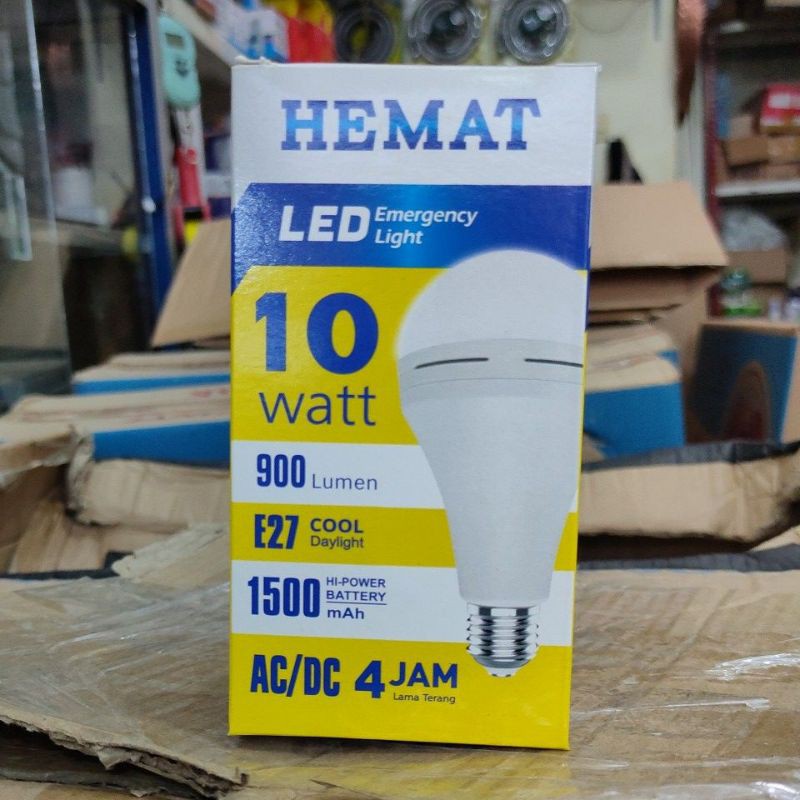 HEMAT
LED Emergency
Light
10
watt
900 Lumen
E27 COOL
Daylight
1500 HI-POWER
BATTERY
mAh
AC/DC 4 JAM
Lama Terang